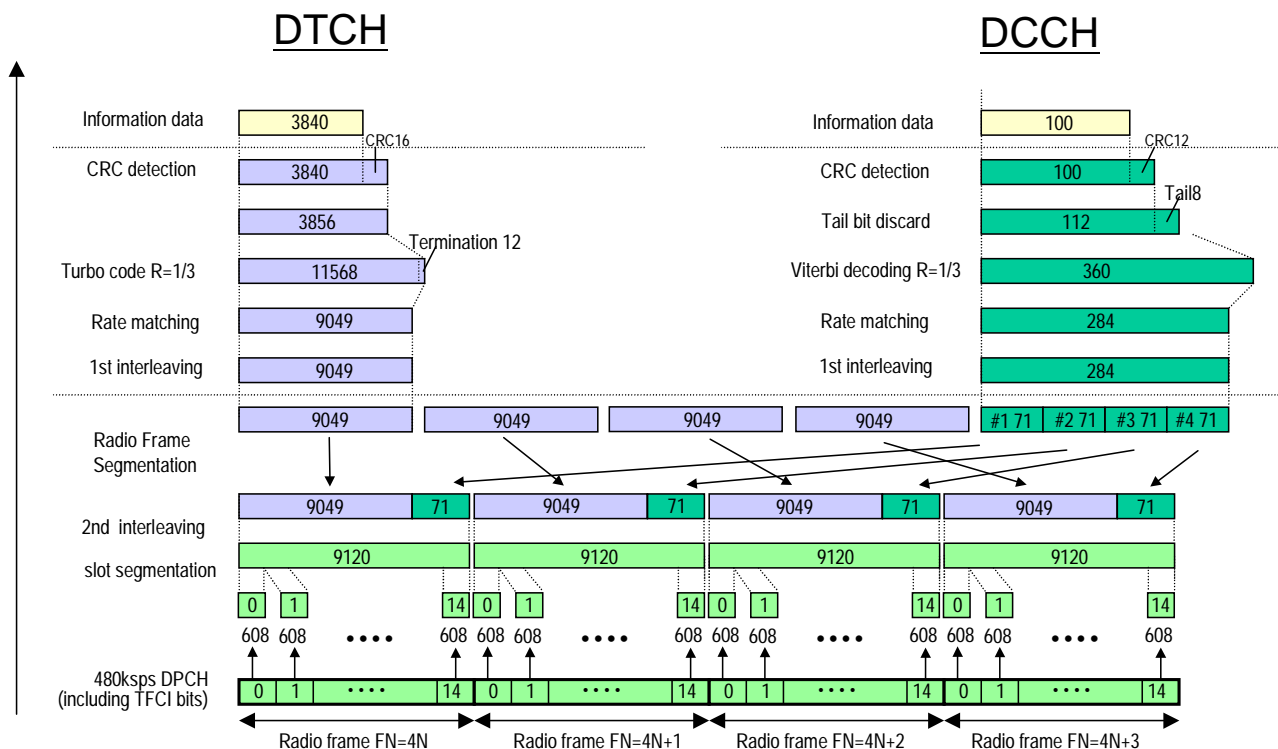 DTCH DCCH
Information data 3840 Information data 100
CRC16 CRC12
CRC detection 3840 CRC detection 100
Tail8
3856 Tail bit discard 112
Termination 12
Turbo code R=1/3 11568 Viterbi decoding R=1/3 360
Rate matching 9049 Rate matching 284
1st interleaving 9049 1st interleaving 284
9049 9049 9049 9049 #1 71 #2 71 #3 71 #4 71
Radio Frame
Segmentation
9049 71 9049 71 9049 71 9049 71
2nd interleaving
9120 9120 9120 9120
slot segmentation
0 1 14 0 1 14 0 1 14 0 1 14
608 608 •••• 608 608 608 •••• 608 608 608 •••• 608 608 608 •••• 608
480ksps DPCH
(including TFCI bits)
0 1 •••• 14 0 1 •••• 14 0 1 •••• 14 0 1 •••• 14
Radio frame FN=4N Radio frame FN=4N+1 Radio frame FN=4N+2 Radio frame FN=4N+3